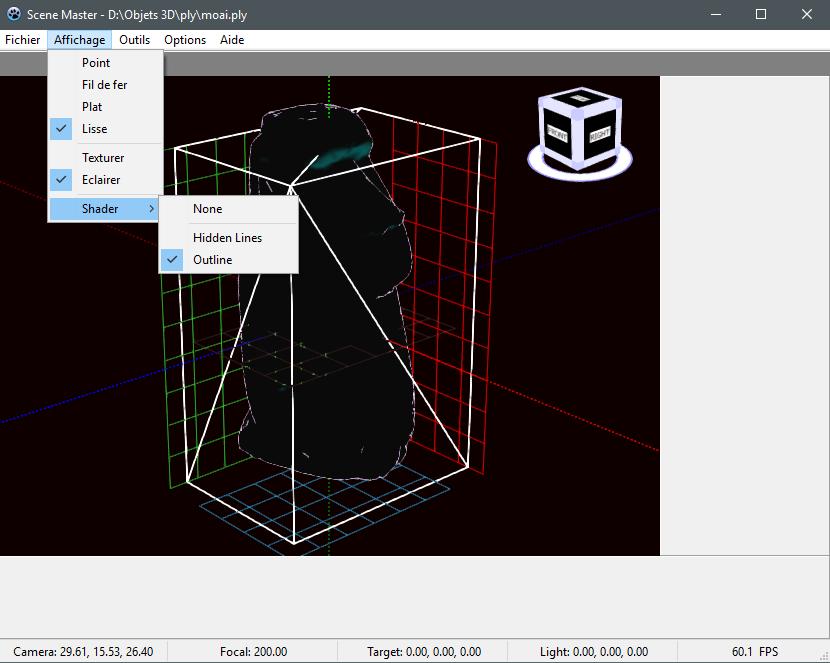 Scene Master - D:\Objets 3D\ply\moai.ply
Fichier Affichage Outils Options Aide
Point
Fil de fer
Plat
Lisse
Texturer
Eclairer
Shader
None
Hidden Lines
Outline
FRONT
RIGHT
Camera: 29.61, 15.53, 26.40 Focal: 200.00 Target: 0.00, 0.00, 0.00 Light: 0.00, 0.00, 0.00 60.1 FPS